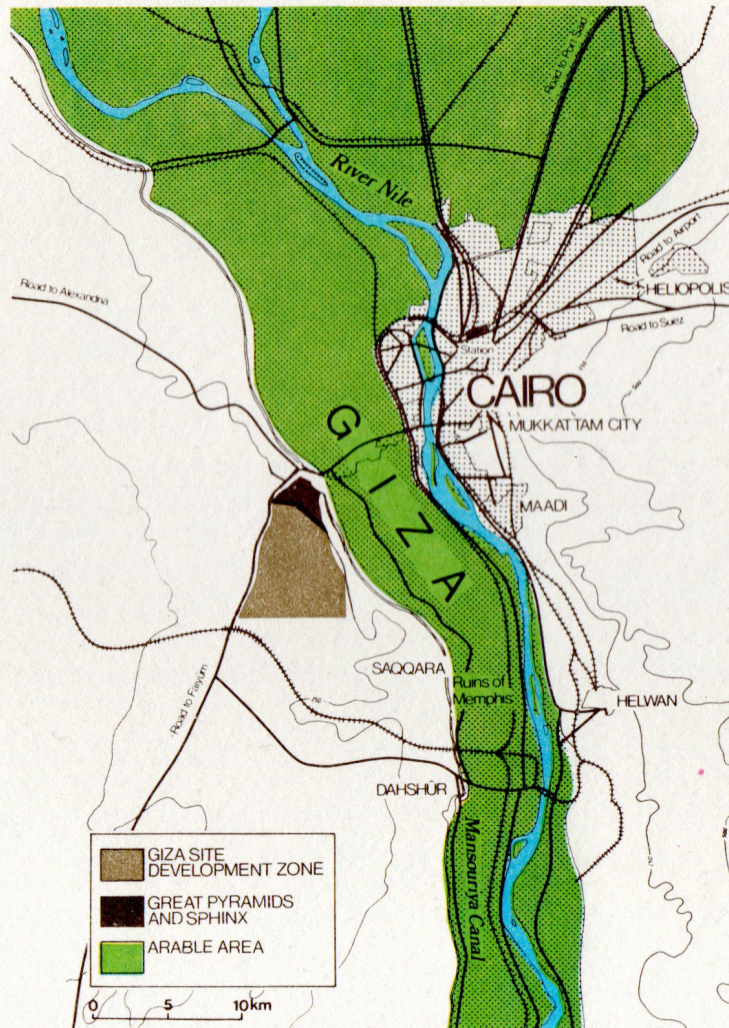 Road to Port Said
River Nile
Road to Airport
HELIOPOLIS
Road to Alexandria
Road to Suez
Station
CAIRO
MUKKATTAM CITY
GIZA
MAADI
SAQQARA
Ruins of
Memphis
HELWAN
Road to Faiyum
DAHSHÛR
Mansouriya Canal
GIZA SITE
DEVELOPMENT ZONE
GREAT PYRAMIDS
AND SPHINX
ARABLE AREA
0 5 10km